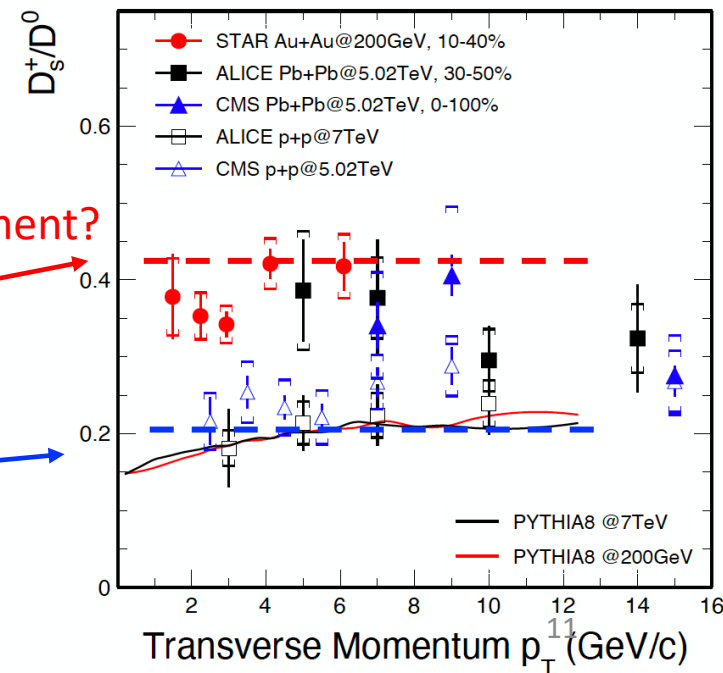 D_s^+/D^0
STAR Au+Au@200GeV, 10-40%
ALICE Pb+Pb@5.02TeV, 30-50%
CMS Pb+Pb@5.02TeV, 0-100%
ALICE p+p@7TeV
CMS p+p@5.02TeV
0.6
ment?
0.4
0.2
PYTHIA8 @7TeV
PYTHIA8 @200GeV
0
2 4 6 8 10 12 14 16
11
Transverse Momentum p_T (GeV/c)